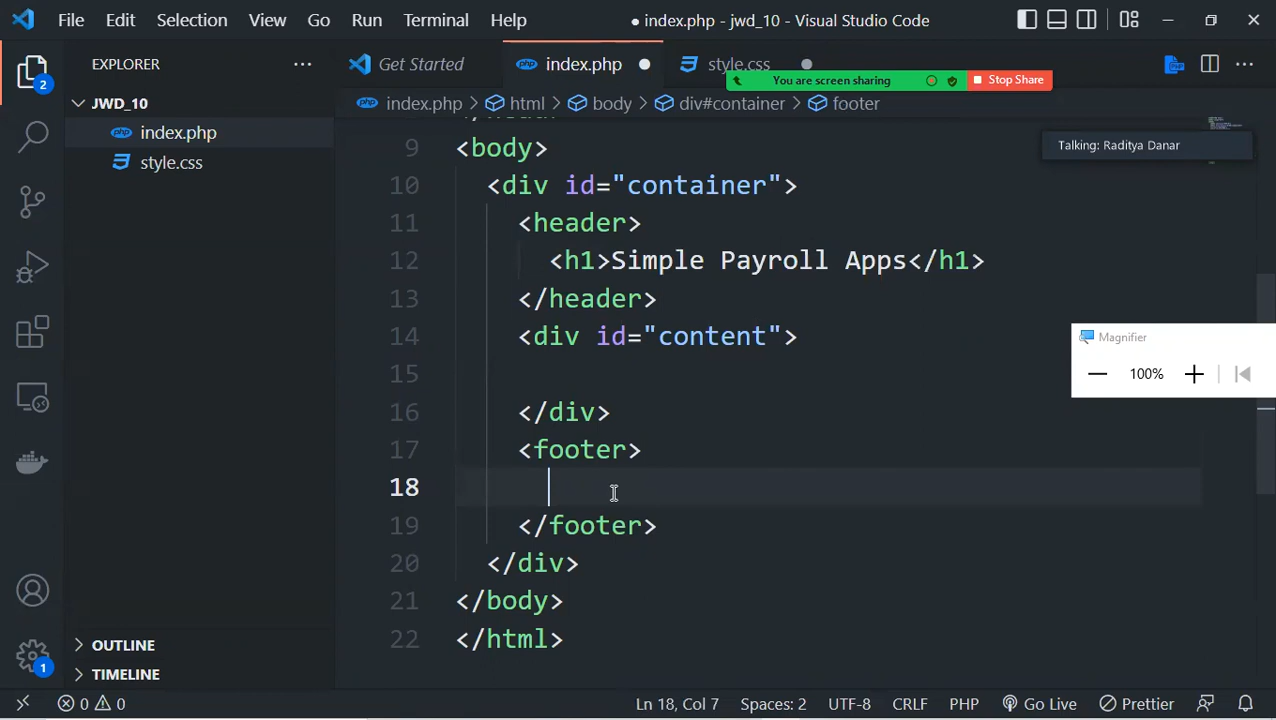 File Edit Selection View Go Run Terminal Help
● index.php - jwd_10 - Visual Studio Code
EXPLORER
Get Started
index.php
style.css
You are screen sharing
Stop Share
JWD_10
index.php
style.css
index.php > html > body > div#container > footer
Talking: Raditya Danar
9 <body>
10 <div id="container">
11 <header>
12 <h1>Simple Payroll Apps</h1>
13 </header>
14 <div id="content">
15
16 </div>
17 <footer>
18
19 </footer>
20 </div>
21 </body>
22 </html>
Magnifier
100%
2
1
OUTLINE
TIMELINE
0 0
Ln 18, Col 7 Spaces: 2 UTF-8 CRLF PHP Go Live Prettier